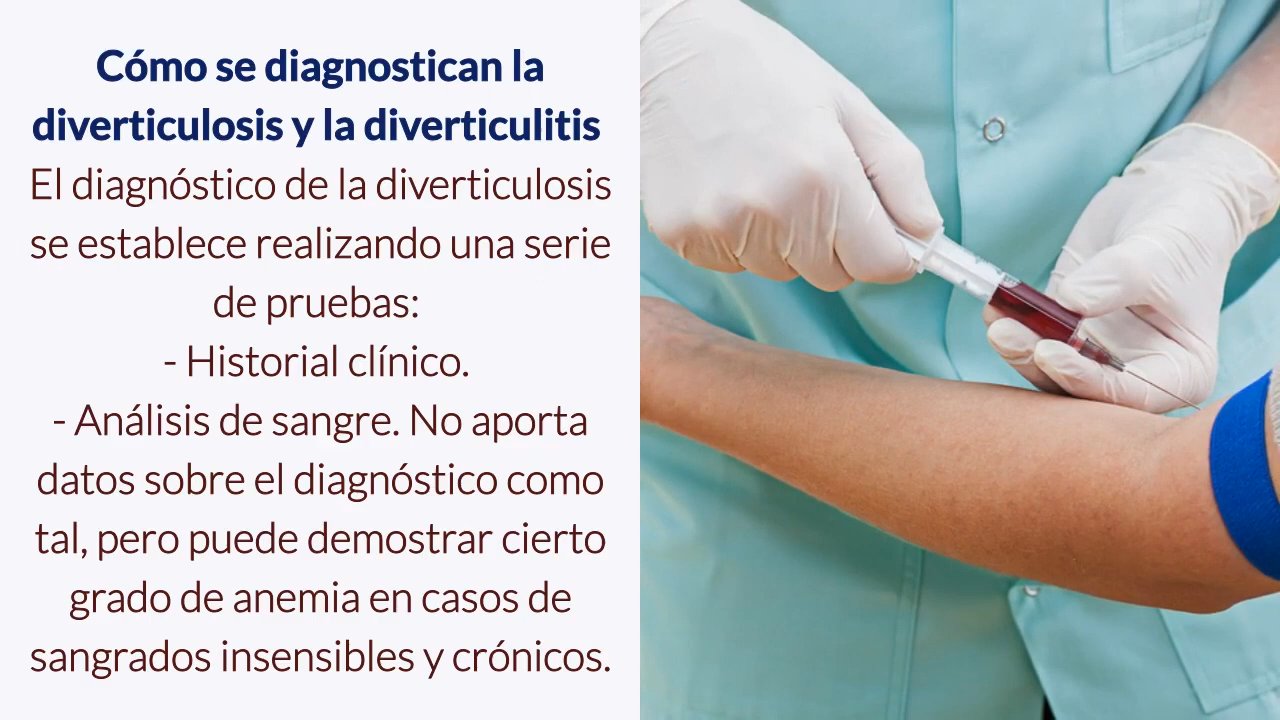 Cómo se diagnostican la
diverticulosis y la diverticulitis
El diagnóstico de la diverticulosis
se establece realizando una serie
de pruebas:
- Historial clínico.
- Análisis de sangre. No aporta
datos sobre el diagnóstico como
tal, pero puede demostrar cierto
grado de anemia en casos de
sangrados insensibles y crónicos.